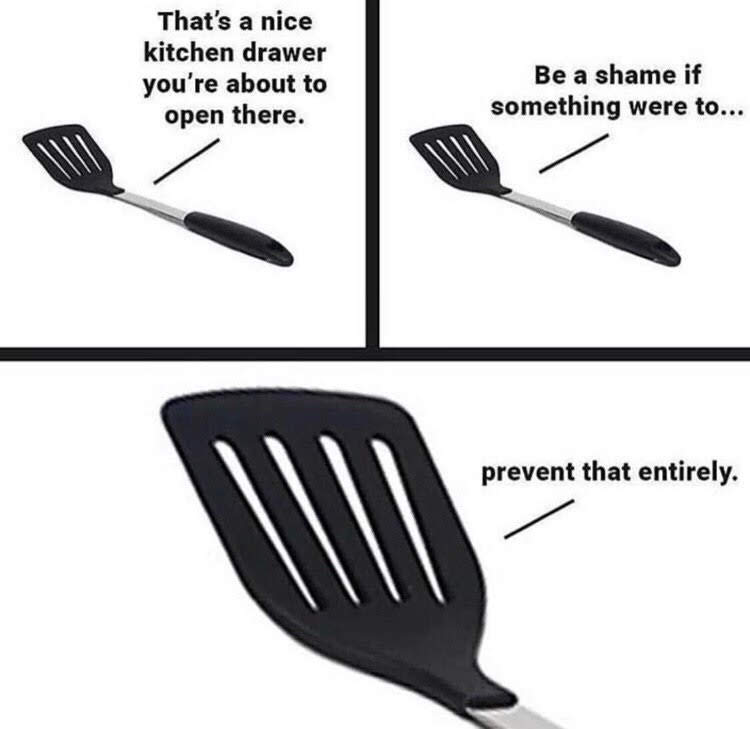 That's a nice
kitchen drawer
you're about to
open there.
Be a shame if
something were to...
prevent that entirely.